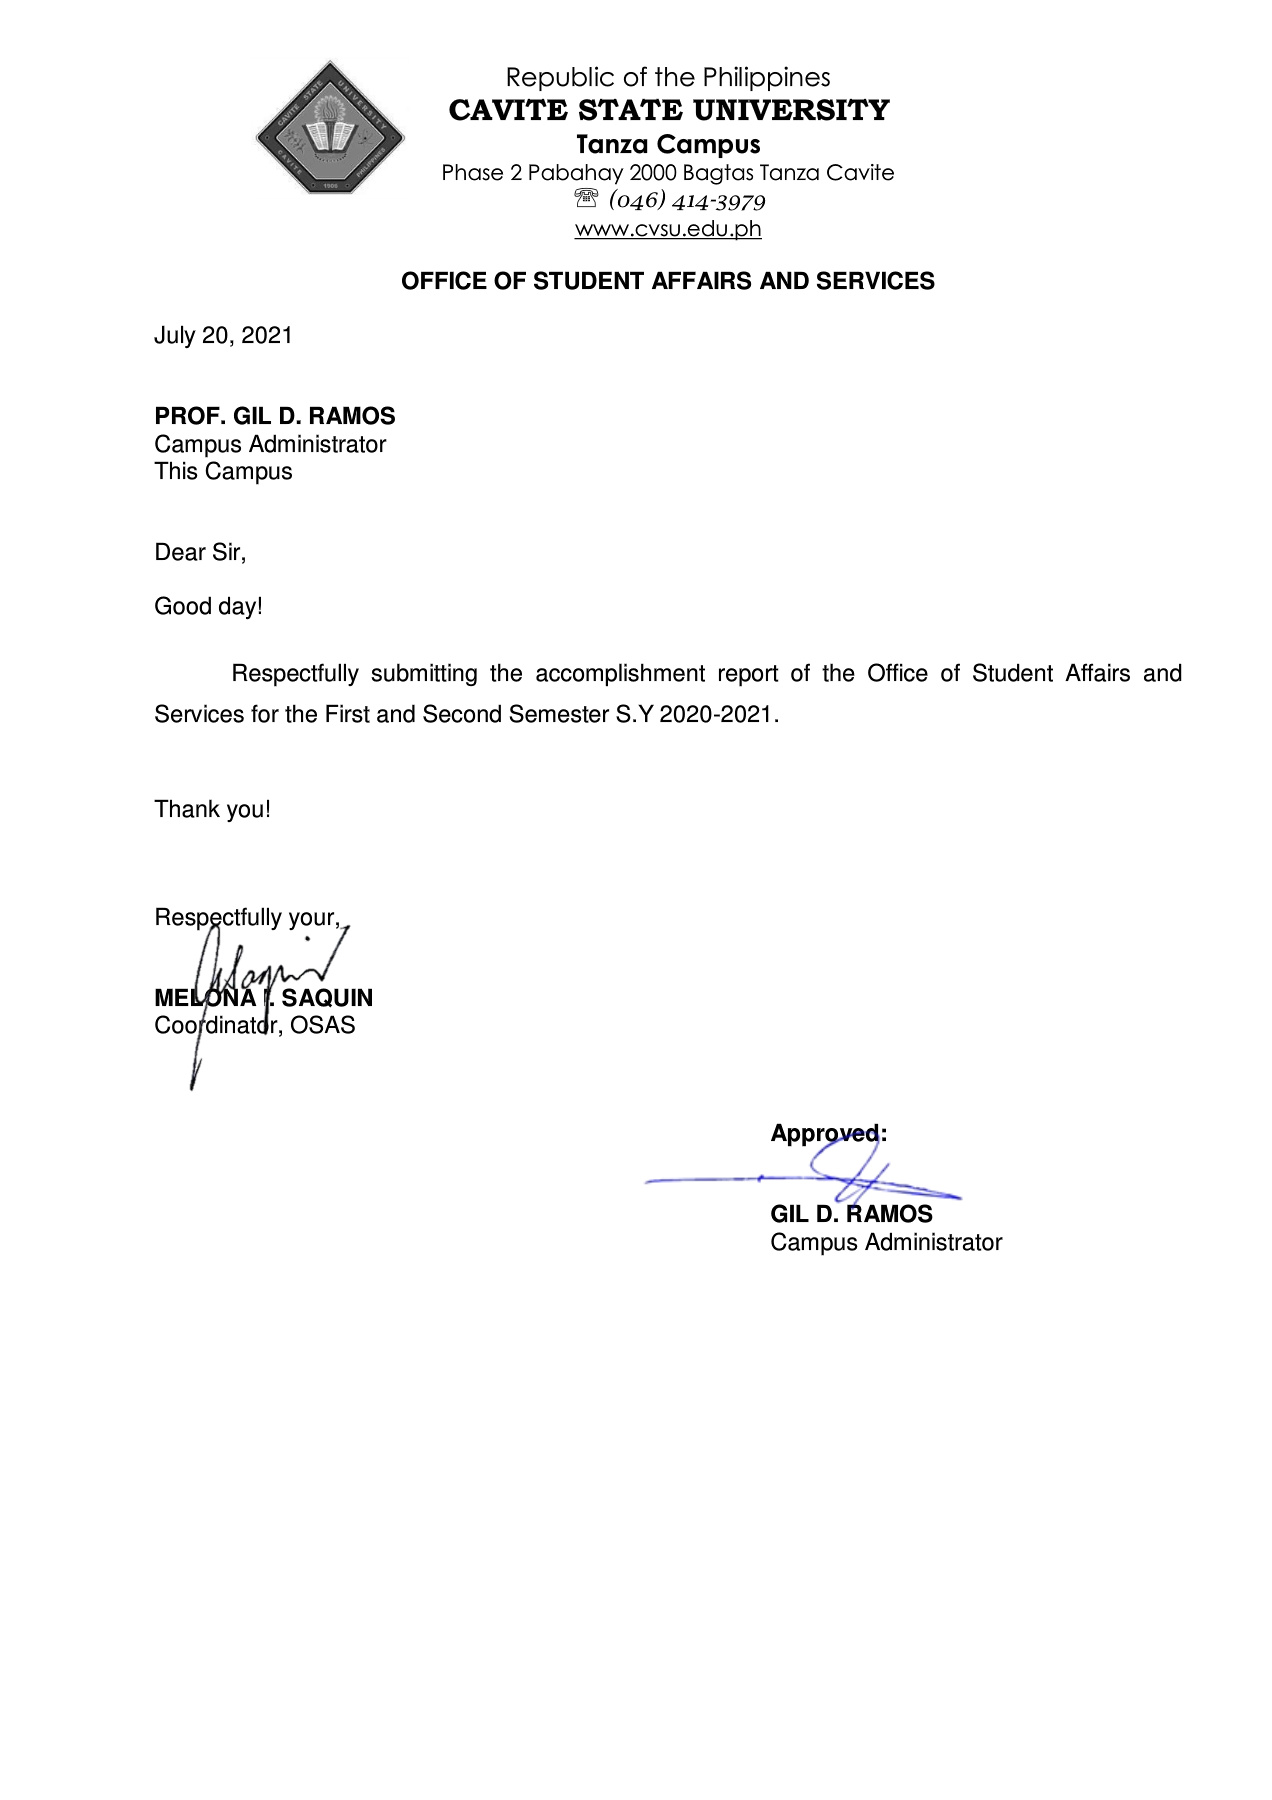 CAVITE STATE UNIVERSITY
CAVITE
PHILIPPINES
1906
Republic of the Philippines
CAVITE STATE UNIVERSITY
Tanza Campus
Phase 2 Pabahay 2000 Bagtas Tanza Cavite
☏ (046) 414-3979
www.cvsu.edu.ph
OFFICE OF STUDENT AFFAIRS AND SERVICES
July 20, 2021
PROF. GIL D. RAMOS
Campus Administrator
This Campus
Dear Sir,
Good day!
Respectfully submitting the accomplishment report of the Office of Student Affairs and
Services for the First and Second Semester S.Y 2020-2021.
Thank you!
Respectfully your,
MELONA I. SAQUIN
Coordinator, OSAS
Approved:
GIL D. RAMOS
Campus Administrator